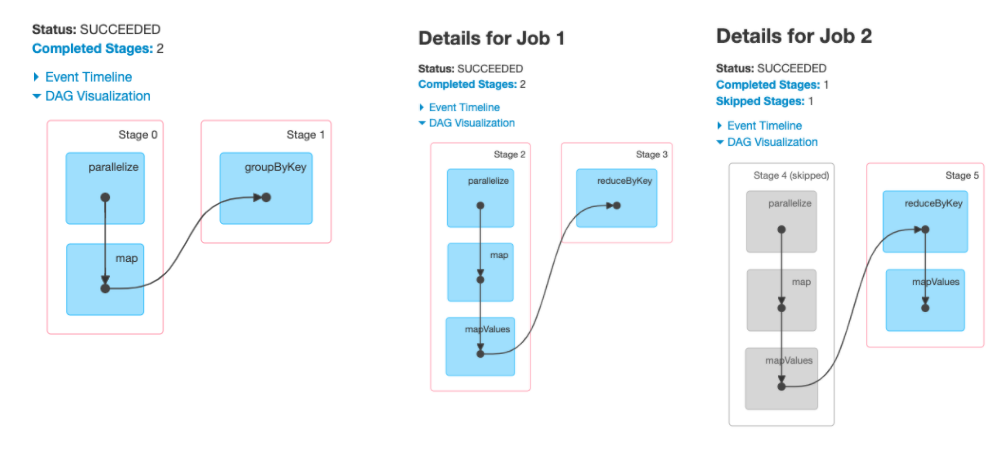 Status: SUCCEEDED
Completed Stages: 2
Event Timeline
DAG Visualization
Stage 0
parallelize
map
Stage 1
groupByKey
Details for Job 1
Status: SUCCEEDED
Completed Stages: 2
Event Timeline
DAG Visualization
Stage 2
parallelize
map
mapValues
Stage 3
reduceByKey
Details for Job 2
Status: SUCCEEDED
Completed Stages: 1
Skipped Stages: 1
Event Timeline
DAG Visualization
Stage 4 (skipped)
parallelize
map
mapValues
Stage 5
reduceByKey
mapValues